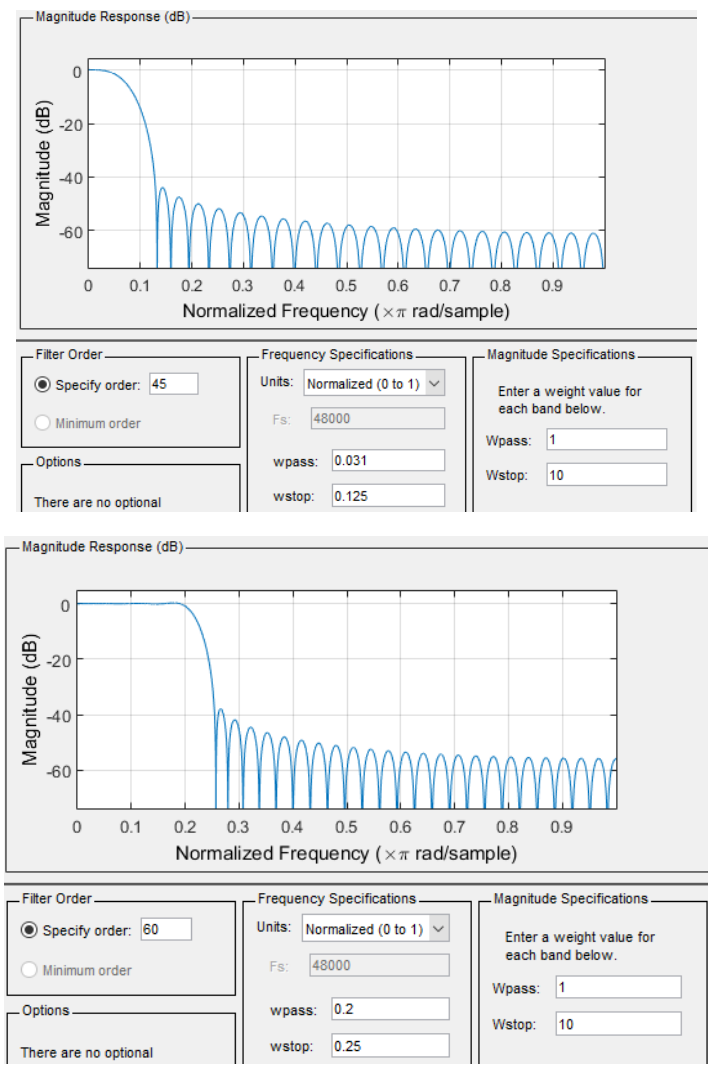 Magnitude Response (dB)
0
-20
-40
-60
Magnitude (dB)
0 0.1 0.2 0.3 0.4 0.5 0.6 0.7 0.8 0.9
Normalized Frequency (×π rad/sample)
Filter Order
Specify order: 45
Minimum order
Options
There are no optional
Frequency Specifications
Units: Normalized (0 to 1)
Fs: 48000
wpass: 0.031
wstop: 0.125
Magnitude Specifications
Enter a weight value for
each band below.
Wpass: 1
Wstop: 10
Magnitude Response (dB)
0
-20
-40
-60
Magnitude (dB)
0 0.1 0.2 0.3 0.4 0.5 0.6 0.7 0.8 0.9
Normalized Frequency (×π rad/sample)
Filter Order
Specify order: 60
Minimum order
Options
There are no optional
Frequency Specifications
Units: Normalized (0 to 1)
Fs: 48000
wpass: 0.2
wstop: 0.25
Magnitude Specifications
Enter a weight value for
each band below.
Wpass: 1
Wstop: 10